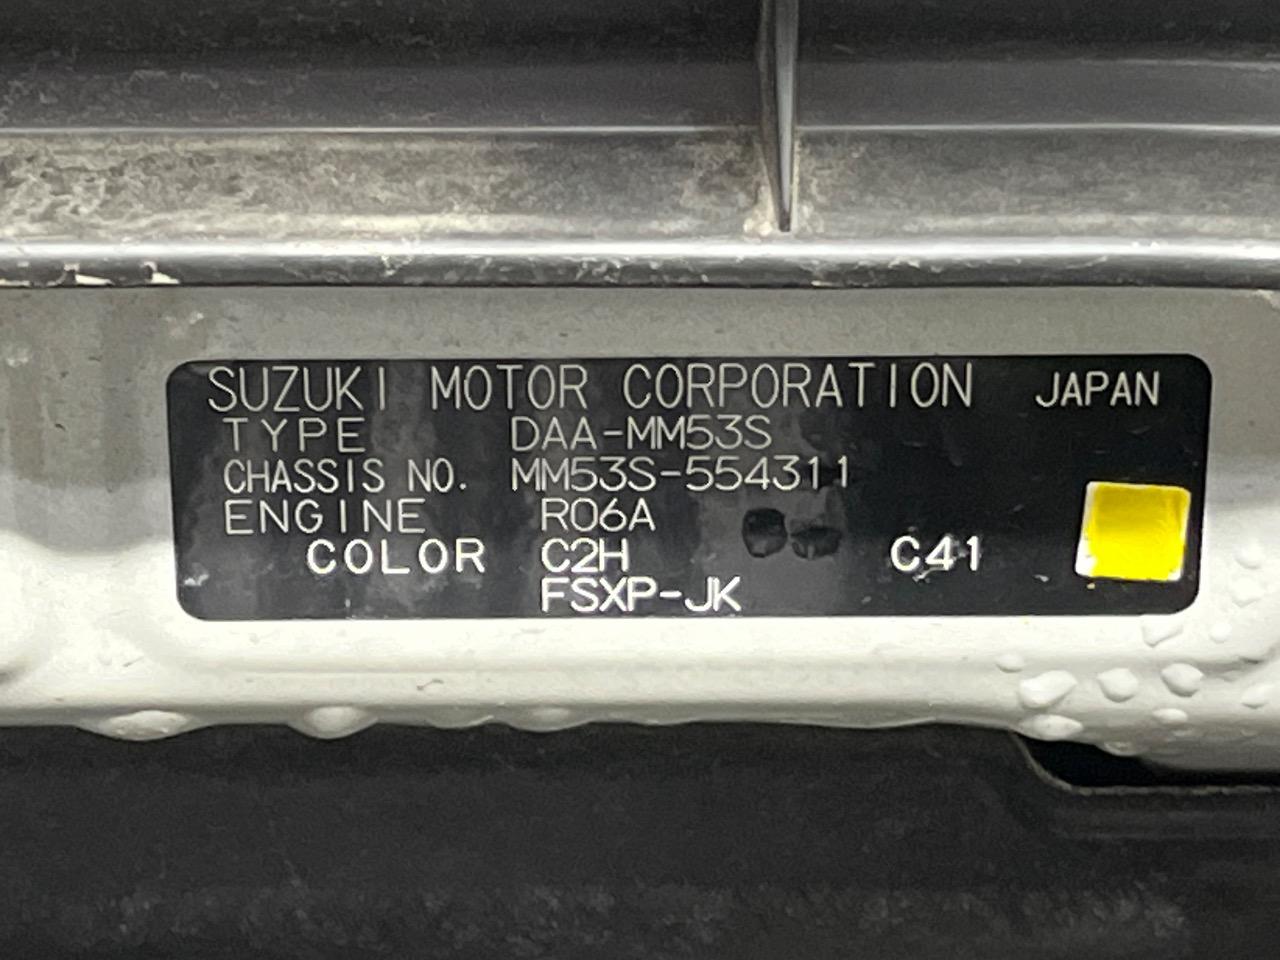 SUZUKI MOTOR CORPORATION JAPAN
TYPE DAA-MM53S
CHASSIS NO. MM53S-554311
ENGINE R06A
COLOR C2H C41
FSXP-JK